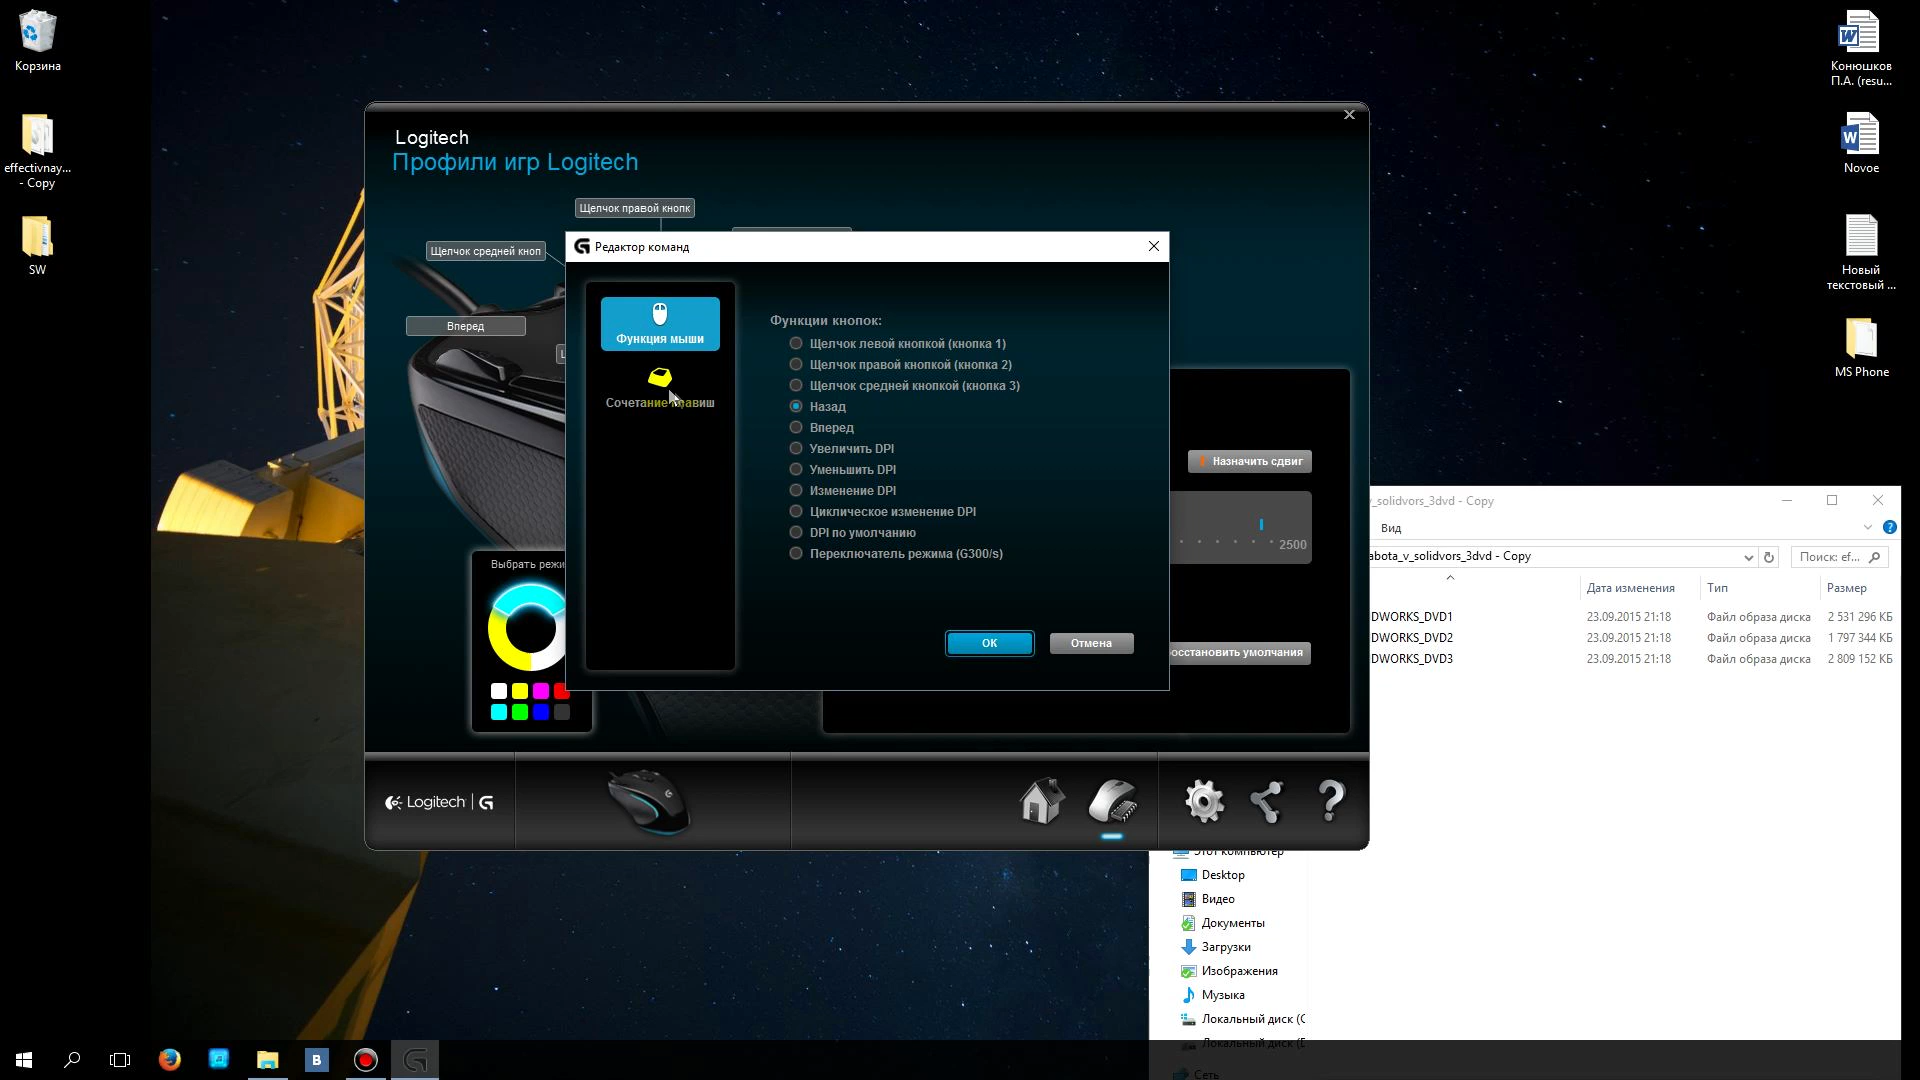 Корзина
effectivnay...
- Copy
SW
Конюшков
П.А. (resu...
Novoe
Новый
текстовый ...
MS Phone
Logitech
Профили игр Logitech
Щелчок правой кнопк
Щелчок средней кноп
Вперед
Выбрать режи
Редактор команд
Функция мыши
Сочетание клавиш
Функции кнопок:
Щелчок левой кнопкой (кнопка 1)
Щелчок правой кнопкой (кнопка 2)
Щелчок средней кнопкой (кнопка 3)
Назад
Вперед
Увеличить DPI
Уменьшить DPI
Изменение DPI
Циклическое изменение DPI
DPI по умолчанию
Переключатель режима (G300/s)
OK
Отмена
Назначить сдвиг
2500
осстановить умолчания
Logitech G
_solidvors_3dvd - Copy
Вид
abota_v_solidvors_3dvd - Copy
Поиск: ef...
Дата изменения Тип Размер
DWORKS_DVD1 23.09.2015 21:18 Файл образа диска 2 531 296 КБ
DWORKS_DVD2 23.09.2015 21:18 Файл образа диска 1 797 344 КБ
DWORKS_DVD3 23.09.2015 21:18 Файл образа диска 2 809 152 КБ
Этот компьютер
Desktop
Видео
Документы
Загрузки
Изображения
Музыка
Локальный диск (C
Локальный диск (E
Сеть